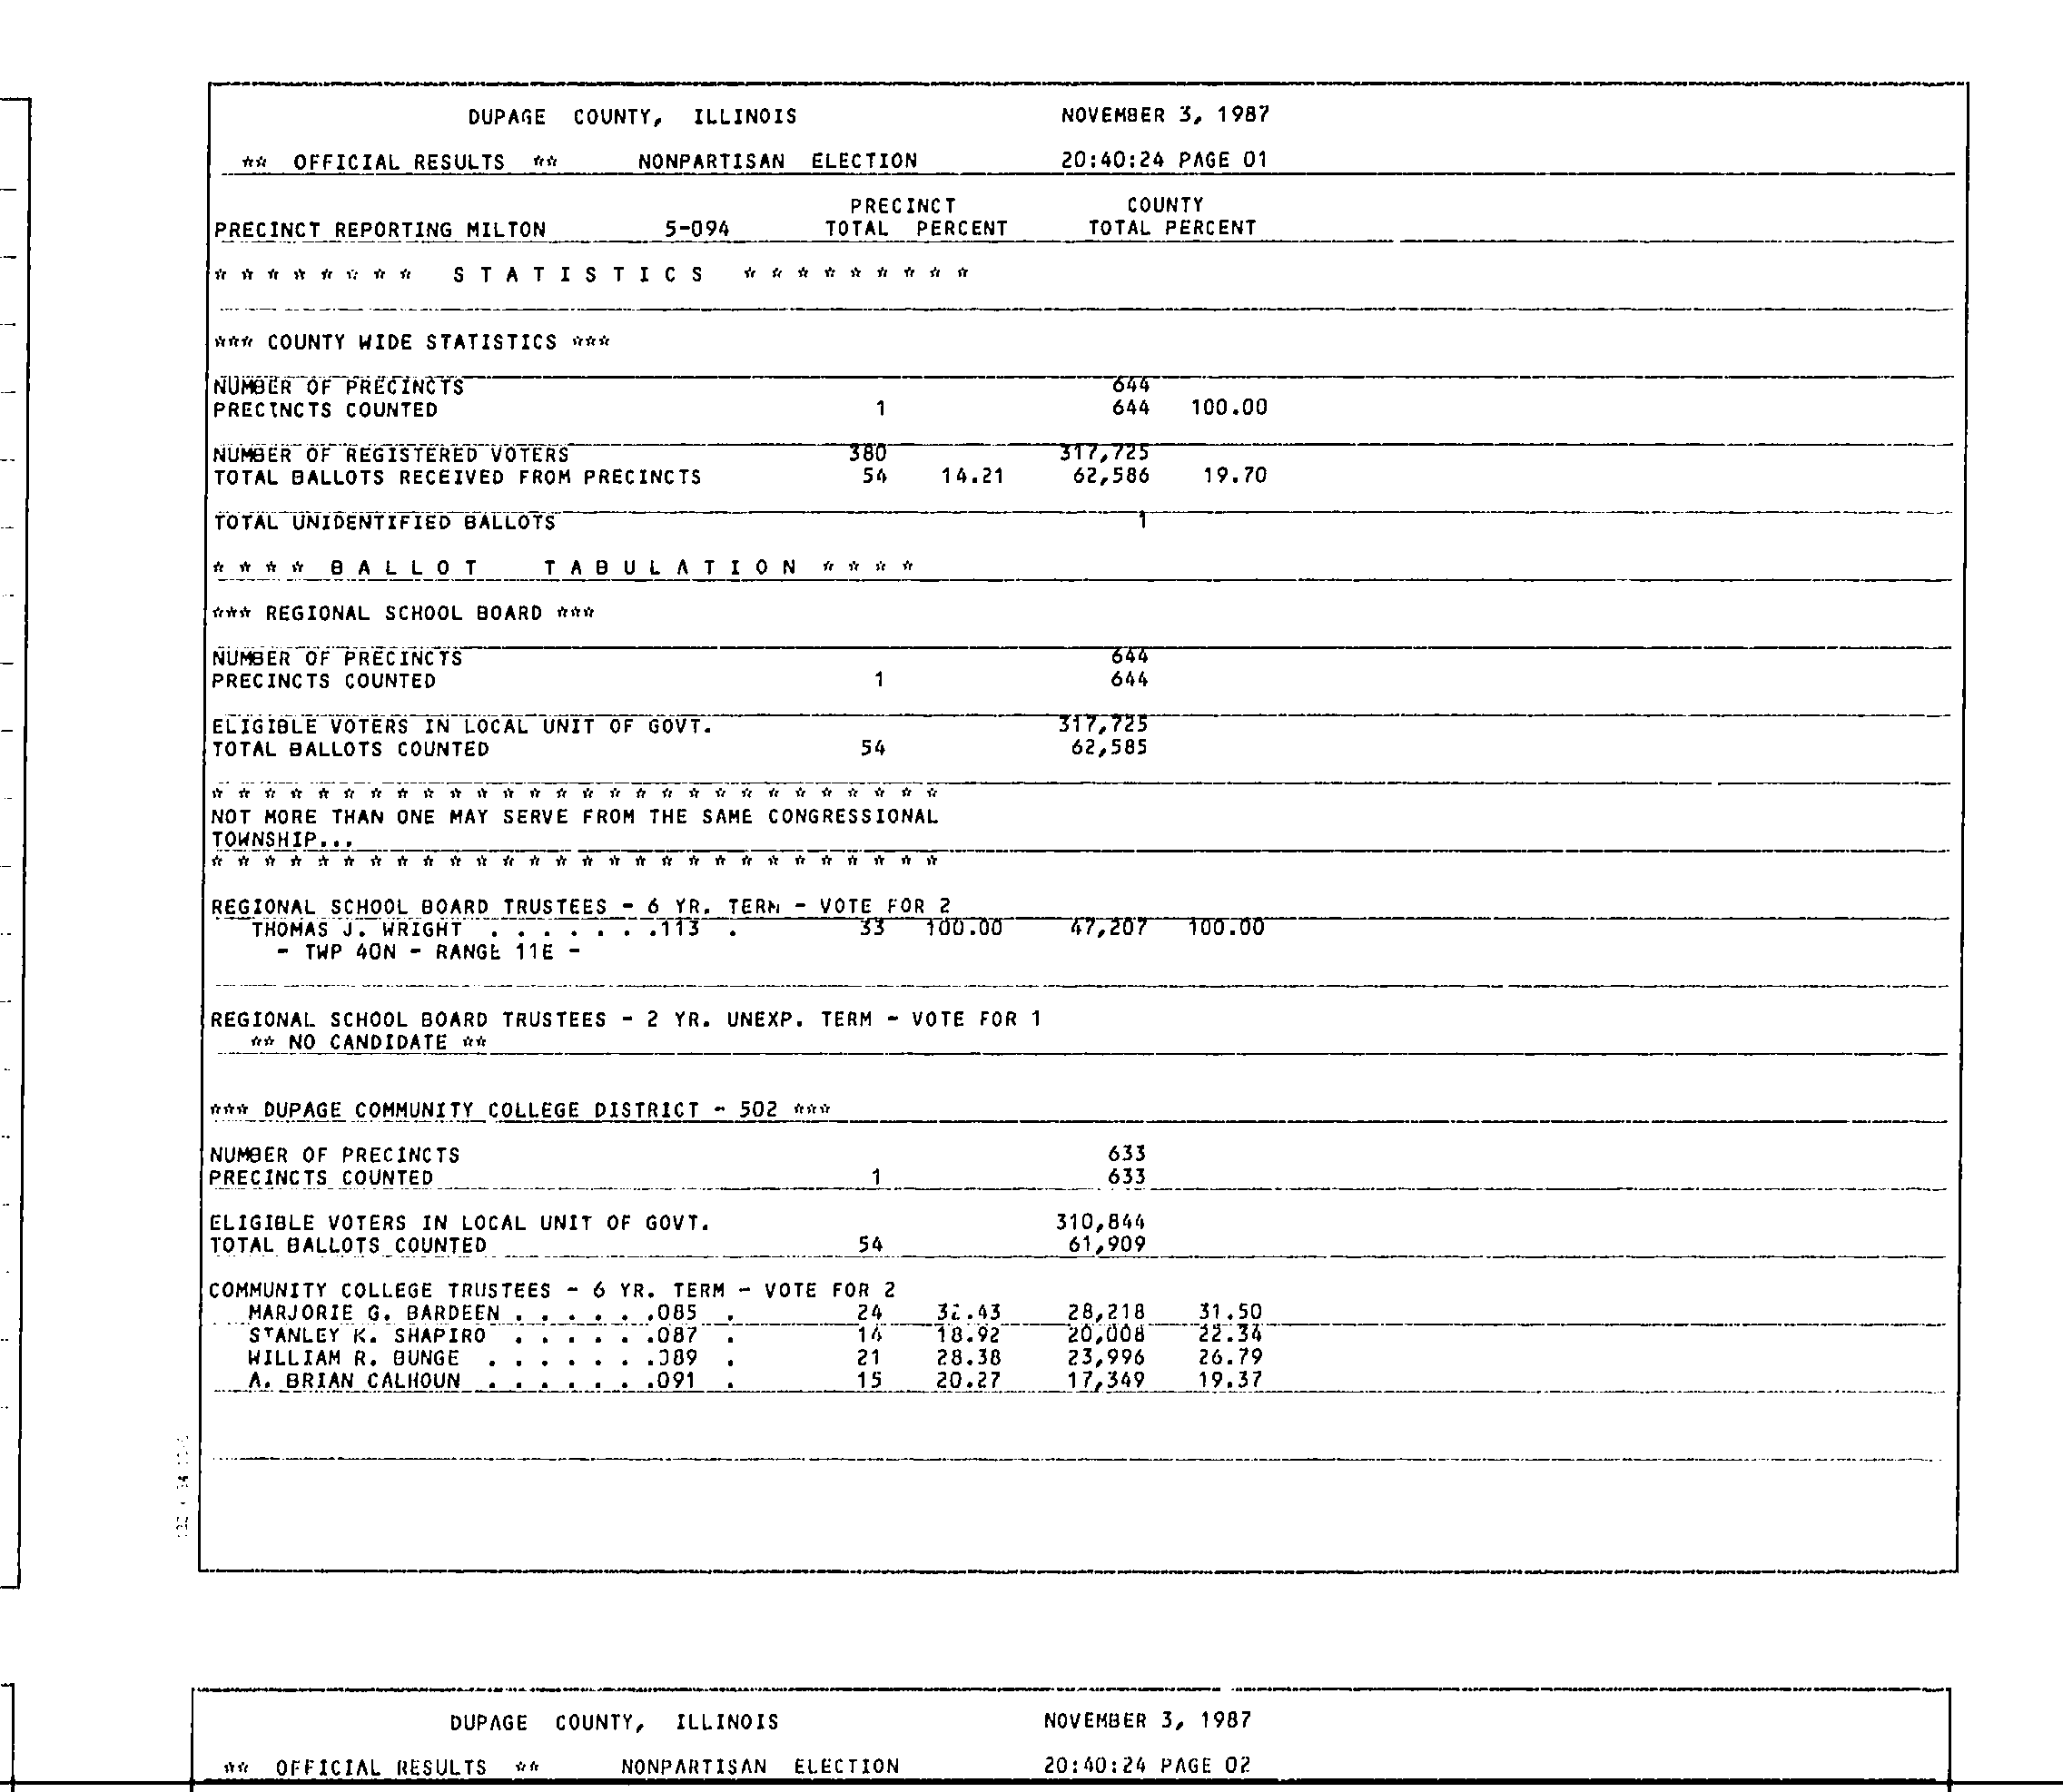 DUPAGE COUNTY, ILLINOIS NOVEMBER 3, 1987
** OFFICIAL RESULTS ** NONPARTISAN ELECTION 20:40:24 PAGE 01
PRECINCT COUNTY
PRECINCT REPORTING MILTON 5-094 TOTAL PERCENT TOTAL PERCENT
* * * * * * * * S T A T I S T I C S * * * * * * * * *
*** COUNTY WIDE STATISTICS ***
NUMBER OF PRECINCTS 644
PRECINCTS COUNTED 1 644 100.00
NUMBER OF REGISTERED VOTERS 380 317,725
TOTAL BALLOTS RECEIVED FROM PRECINCTS 54 14.21 62,586 19.70
TOTAL UNIDENTIFIED BALLOTS 1
* * * * B A L L O T T A B U L A T I O N * * * *
*** REGIONAL SCHOOL BOARD ***
NUMBER OF PRECINCTS 644
PRECINCTS COUNTED 1 644
ELIGIBLE VOTERS IN LOCAL UNIT OF GOVT. 317,725
TOTAL BALLOTS COUNTED 54 62,585
* * * * * * * * * * * * * * * * * * * * * * * * * * * *
NOT MORE THAN ONE MAY SERVE FROM THE SAME CONGRESSIONAL
TOWNSHIP...
* * * * * * * * * * * * * * * * * * * * * * * * * * * *
REGIONAL SCHOOL BOARD TRUSTEES - 6 YR. TERM - VOTE FOR 2
THOMAS J. WRIGHT . . . . . . .113 . 33 100.00 47,207 100.00
- TWP 40N - RANGE 11E -
REGIONAL SCHOOL BOARD TRUSTEES - 2 YR. UNEXP. TERM - VOTE FOR 1
** NO CANDIDATE **
*** DUPAGE COMMUNITY COLLEGE DISTRICT - 502 ***
NUMBER OF PRECINCTS 633
PRECINCTS COUNTED 1 633
ELIGIBLE VOTERS IN LOCAL UNIT OF GOVT. 310,844
TOTAL BALLOTS COUNTED 54 61,909
COMMUNITY COLLEGE TRUSTEES - 6 YR. TERM - VOTE FOR 2
MARJORIE G. BARDEEN . . . . . .085 . 24 32.43 28,218 31.50
STANLEY K. SHAPIRO . . . . . .087 . 14 18.92 20,008 22.34
WILLIAM R. BUNGE . . . . . . .089 . 21 28.38 23,996 26.79
A. BRIAN CALHOUN . . . . . . .091 . 15 20.27 17,349 19.37
DUPAGE COUNTY, ILLINOIS NOVEMBER 3, 1987
** OFFICIAL RESULTS ** NONPARTISAN ELECTION 20:40:24 PAGE 02